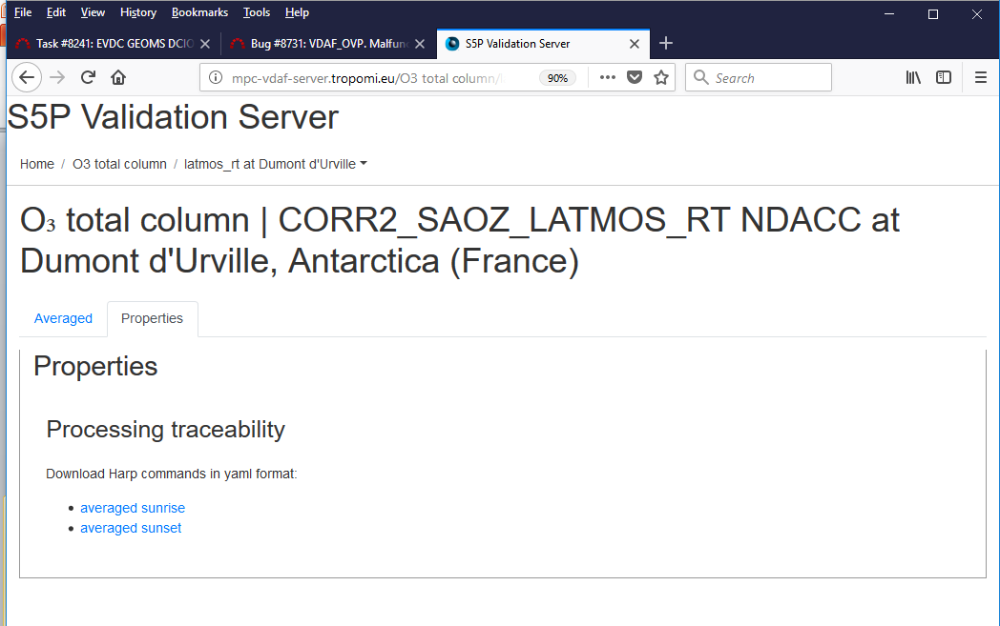 File Edit View History Bookmarks Tools Help
Task #8241: EVDC GEOMS DCIO
Bug #8731: VDAF_OVP. Malfunc
S5P Validation Server
mpc-vdaf-server.tropomi.eu/O3 total column/
90%
Search
S5P Validation Server
Home / O3 total column / latmos_rt at Dumont d'Urville
O₃ total column | CORR2_SAOZ_LATMOS_RT NDACC at
Dumont d'Urville, Antarctica (France)
Averaged Properties
Properties
Processing traceability
Download Harp commands in yaml format:
• averaged sunrise
• averaged sunset